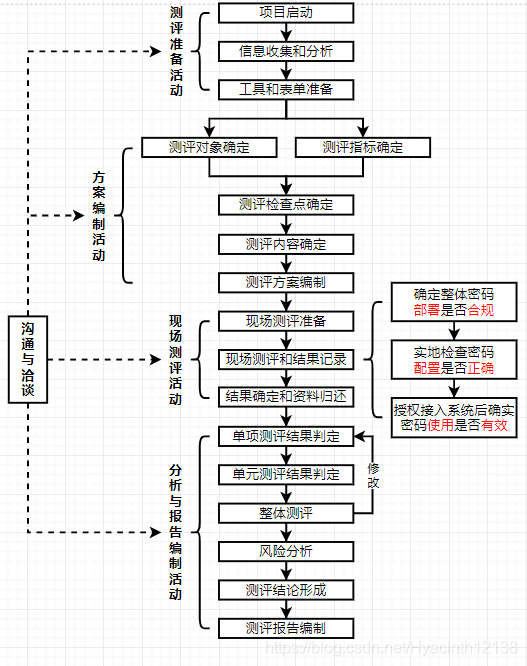 测评准备活动
项目启动
信息收集和分析
工具和表单准备
方案编制活动
测评对象确定
测评指标确定
测评检查点确定
测评内容确定
测评方案编制
沟通与洽谈
现场测评活动
现场测评准备
现场测评和结果记录
结果确定和资料归还
确定整体密码
部署是否合规
实地检查密码
配置是否正确
授权接入系统后确实
密码使用是否有效
分析与报告编制活动
单项测评结果判定
单元测评结果判定
整体测评
修改
风险分析
测评结论形成
测评报告编制
https://blog.csdn.net/Hyacinth12138